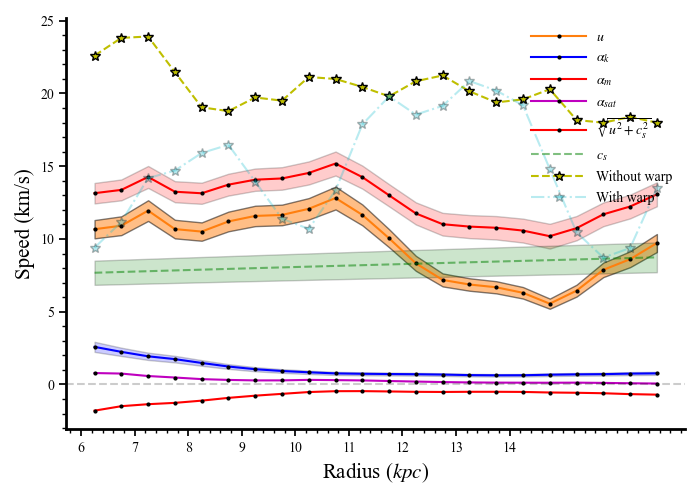 25
20
15
10
5
0
Speed (km/s)
6 7 8 9 10 11 12 13 14
Radius (kpc)
u
αk
αm
αsat
√u² + cs²
cs
Without warp
With warp